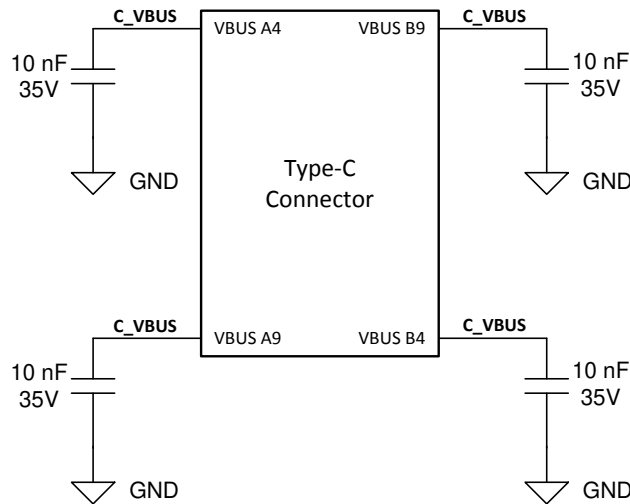 C_VBUS
C_VBUS
VBUS A4
VBUS B9
10 nF
35V
10 nF
35V
GND
GND
Type-C
Connector
C_VBUS
C_VBUS
VBUS A9
VBUS B4
10 nF
35V
10 nF
35V
GND
GND